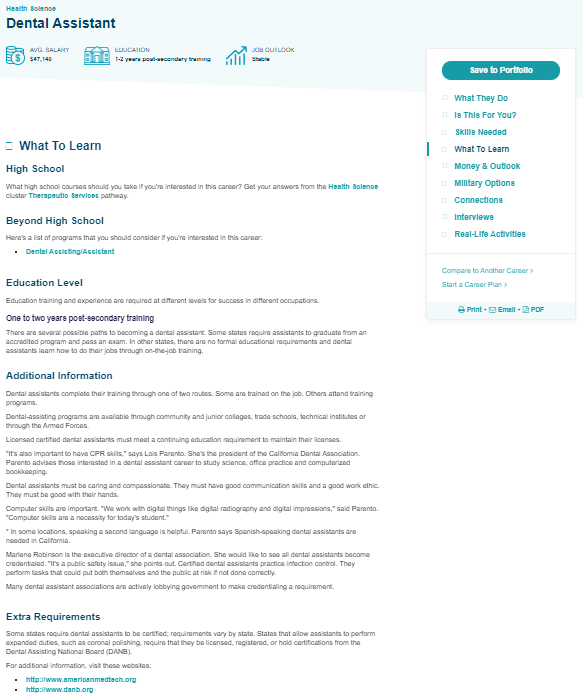 Health Science
Dental Assistant
AVG. SALARY
$47,140
EDUCATION
1-2 years post-secondary training
JOB OUTLOOK
Stable
Save to Portfolio
What They Do
Is This For You?
Skills Needed
What To Learn
Money & Outlook
Military Options
Connections
Interviews
Real-Life Activities
Compare to Another Career ›
Start a Career Plan ›
Print • Email • PDF
What To Learn
High School
What high school courses should you take if you're interested in this career? Get your answers from the Health Science
cluster Therapeutic Services pathway.
Beyond High School
Here's a list of programs that you should consider if you're interested in this career:
• Dental Assisting/Assistant
Education Level
Education training and experience are required at different levels for success in different occupations.
One to two years post-secondary training
There are several possible paths to becoming a dental assistant. Some states require assistants to graduate from an
accredited program and pass an exam. In other states, there are no formal educational requirements and dental
assistants learn how to do their jobs through on-the-job training.
Additional Information
Dental assistants complete their training through one of two routes. Some are trained on the job. Others attend training
programs.
Dental-assisting programs are available through community and junior colleges, trade schools, technical institutes or
through the Armed Forces.
Licensed certified dental assistants must meet a continuing education requirement to maintain their licenses.
"It's also important to have CPR skills," says Lois Parento. She's the president of the California Dental Association.
Parento advises those interested in a dental assistant career to study science, office practice and computerized
bookkeeping.
Dental assistants must be caring and compassionate. They must have good communication skills and a good work ethic.
They must be good with their hands.
Computer skills are important. "We work with digital things like digital radiography and digital impressions," said Parento.
"Computer skills are a necessity for today's student."
" In some locations, speaking a second language is helpful. Parento says Spanish-speaking dental assistants are
needed in California.
Marlene Robinson is the executive director of a dental association. She would like to see all dental assistants become
credentialed. "It's a public safety issue," she points out. Certified dental assistants practice infection control. They
perform tasks that could put both themselves and the public at risk if not done correctly.
Many dental assistant associations are actively lobbying government to make credentialing a requirement.
Extra Requirements
Some states require dental assistants to be certified; requirements vary by state. States that allow assistants to perform
expanded duties, such as coronal polishing, require that they be licensed, registered, or hold certifications from the
Dental Assisting National Board (DANB).
For additional information, visit these websites:
• http://www.americanmedtech.org
• http://www.danb.org